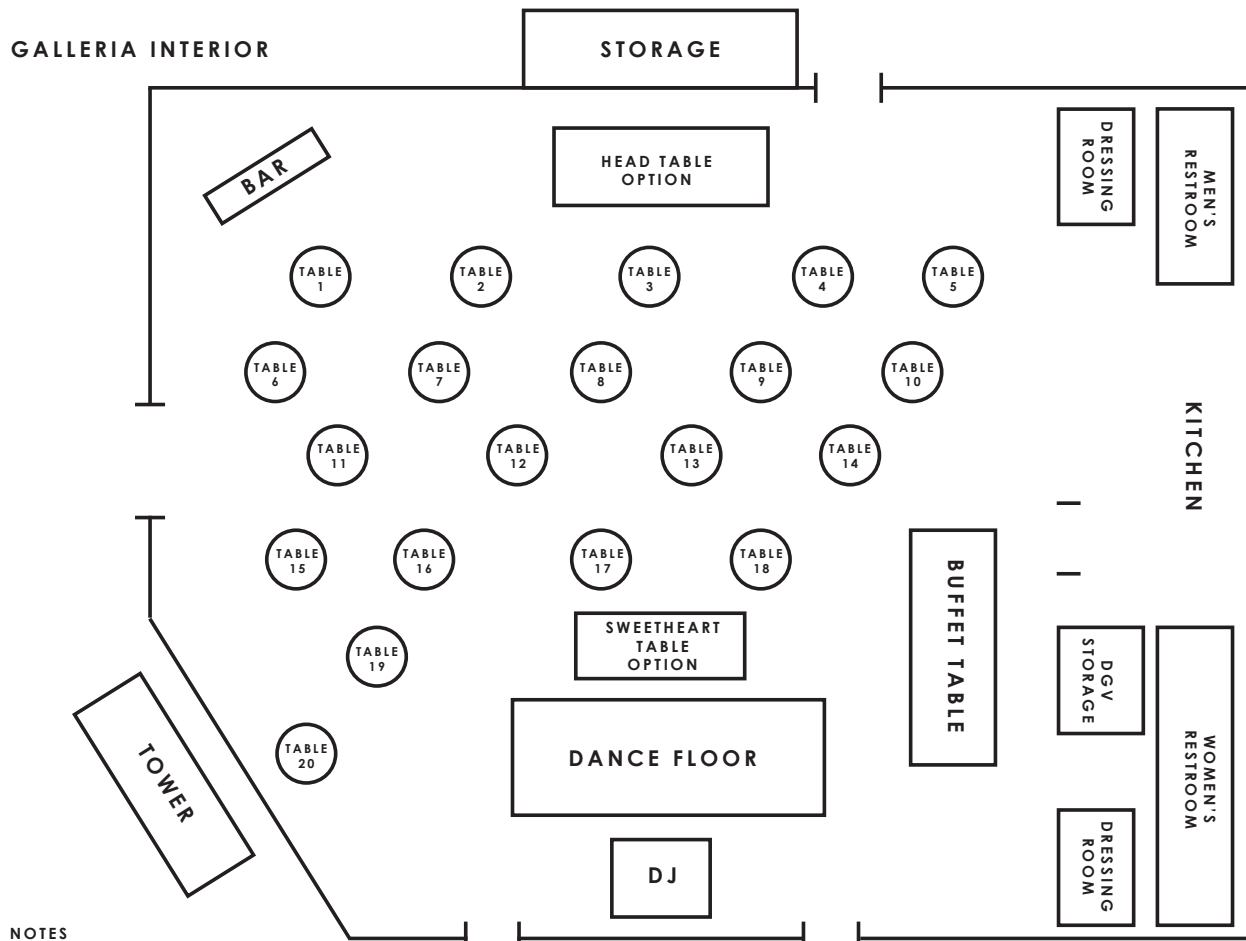 GALLERIA INTERIOR
STORAGE
BAR
HEAD TABLE
OPTION
DRESSING
ROOM
MEN'S
RESTROOM
TABLE
1
TABLE
2
TABLE
3
TABLE
4
TABLE
5
TABLE
6
TABLE
7
TABLE
8
TABLE
9
TABLE
10
KITCHEN
TABLE
11
TABLE
12
TABLE
13
TABLE
14
TABLE
15
TABLE
16
TABLE
17
TABLE
18
BUFFET TABLE
SWEETHEART
TABLE
OPTION
TABLE
19
DGV
STORAGE
WOMEN'S
RESTROOM
TABLE
20
TOWER
DANCE FLOOR
DRESSING
ROOM
DJ
NOTES